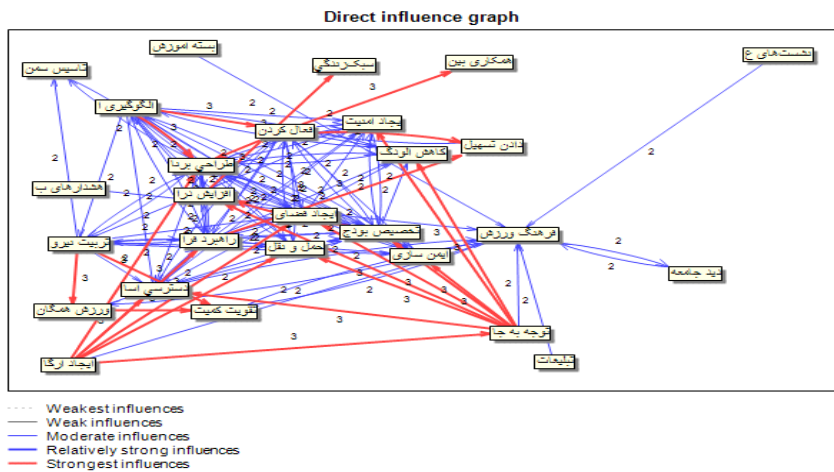 Direct influence graph
بسته اموزش
نشست‌های ع
همکاری بین
سبک‌زندگی
تاسیس سمن
الگوگیری ا
ایجاد امنیت
فعال کردن
دادن تسهیل
کاهش الودگ
طراحی برنا
هشدارهای ب
افزایش درا
ایجاد فضای
تخصیص بودج
فرهنگ ورزش
تربیت نیرو
راهبرد فرا
حمل و نقل
ایمن سازی
دید جامعه
دسترسی اسا
ورزش همگان
تقویت کمیت
توجه به جا
ایجاد ارگا
تبلیغات
Weakest influences
Weak influences
Moderate influences
Relatively strong influences
Strongest influences